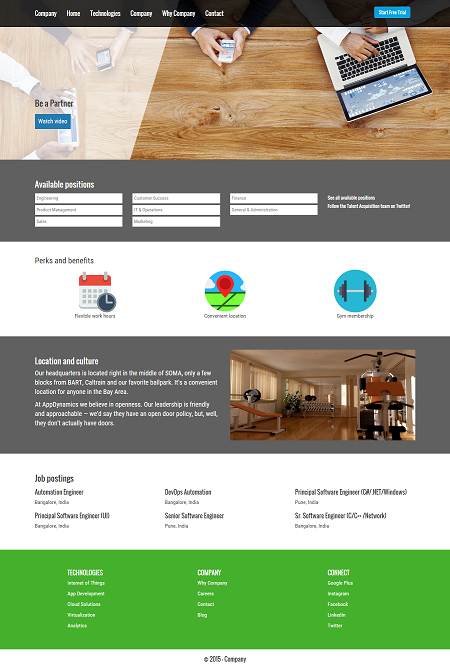 Company Home Technologies Company Why Company Contact Start Free Trial
Be a Partner
Watch video
Available positions
Engineering Customer Success Finance
Product Management IT & Operations General & Administration
Sales Marketing
See all available positions
Follow the Talent Acquisition team on Twitter!
Perks and benefits
Flexible work hours Convenient location Gym membership
Location and culture
Our headquarters is located right in the middle of SOMA, only a few
blocks from BART, Caltrain and our favorite ballpark. It's a convenient
location for anyone in the Bay Area.
At AppDynamics we believe in openness. Our leadership is friendly
and approachable — we'd say they have an open door policy, but, well,
they don't actually have doors.
Job postings
Automation Engineer DevOps Automation Principal Software Engineer (C#/.NET/Windows)
Bangalore, India Bangalore, India Pune, India
Principal Software Engineer (UI) Senior Software Engineer Sr. Software Engineer (C/C++ /Network)
Bangalore, India Pune, India Bangalore, India
TECHNOLOGIES COMPANY CONNECT
Internet of Things Why Company Google Plus
App Development Careers Instagram
Cloud Solutions Contact Facebook
Virtualization Blog LinkedIn
Analytics Twitter
© 2015 - Company